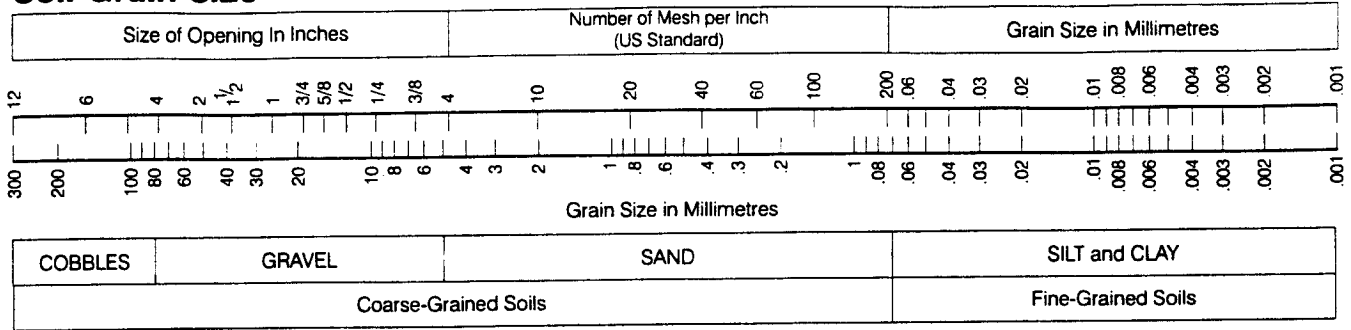 Size of Opening In Inches
Number of Mesh per Inch
(US Standard)
Grain Size in Millimetres
12 6 4 2 1 1/2 1 3/4 5/8 1/2 1/4 3/8 4 10 20 40 60 100 200 .06 .04 .03 .02 .01 .008 .006 .004 .003 .002 .001
300 200 100 80 60 40 30 20 10 8 6 4 3 2 1 .8 .6 .4 .3 .2 1 .08 .06 .04 .03 .02 .01 .008 .006 .004 .003 .002 .001
Grain Size in Millimetres
COBBLES GRAVEL SAND SILT and CLAY
Coarse-Grained Soils Fine-Grained Soils